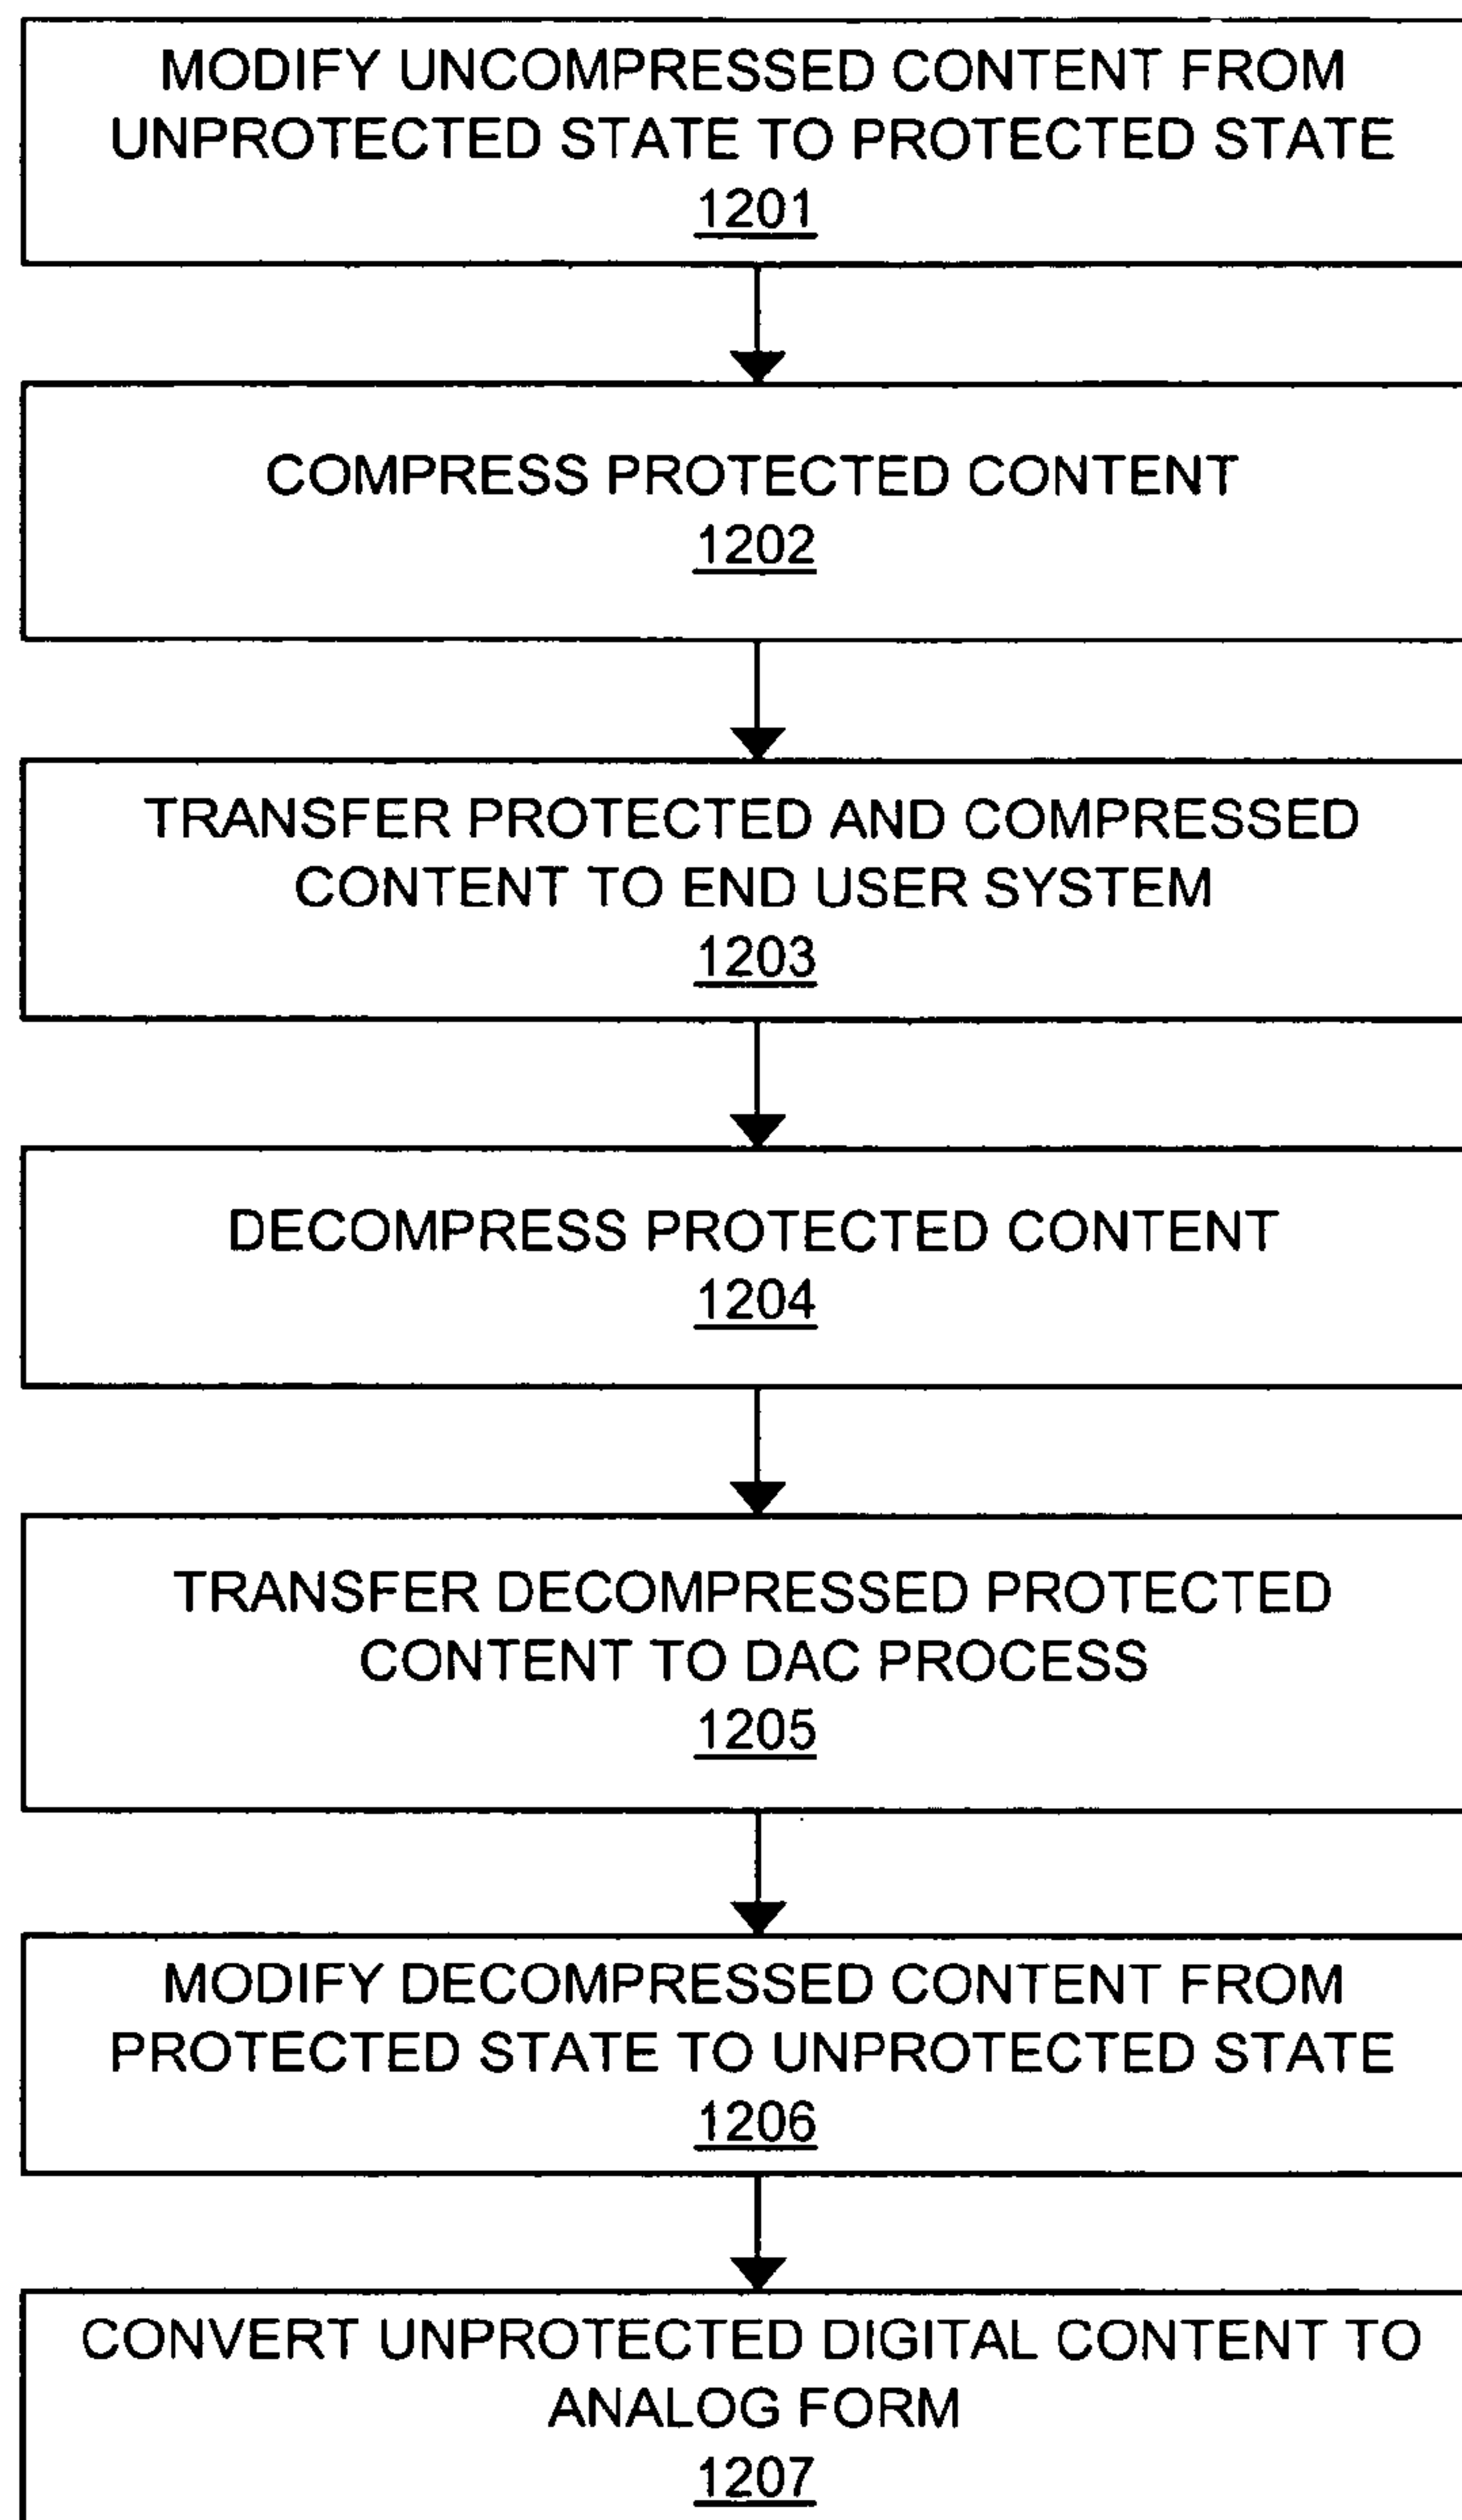 MODIFY UNCOMPRESSED CONTENT FROM
UNPROTECTED STATE TO PROTECTED STATE
1201
COMPRESS PROTECTED CONTENT
1202
TRANSFER PROTECTED AND COMPRESSED
CONTENT TO END USER SYSTEM
1203
DECOMPRESS PROTECTED CONTENT
1204
TRANSFER DECOMPRESSED PROTECTED
CONTENT TO DAC PROCESS
1205
MODIFY DECOMPRESSED CONTENT FROM
PROTECTED STATE TO UNPROTECTED STATE
1206
CONVERT UNPROTECTED DIGITAL CONTENT TO
ANALOG FORM
1207